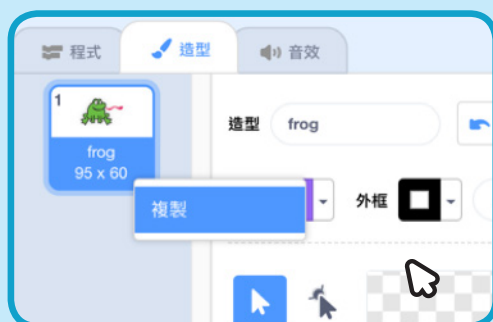 程式 造型 音效
1
frog
95 x 60
造型 frog
複製
外框